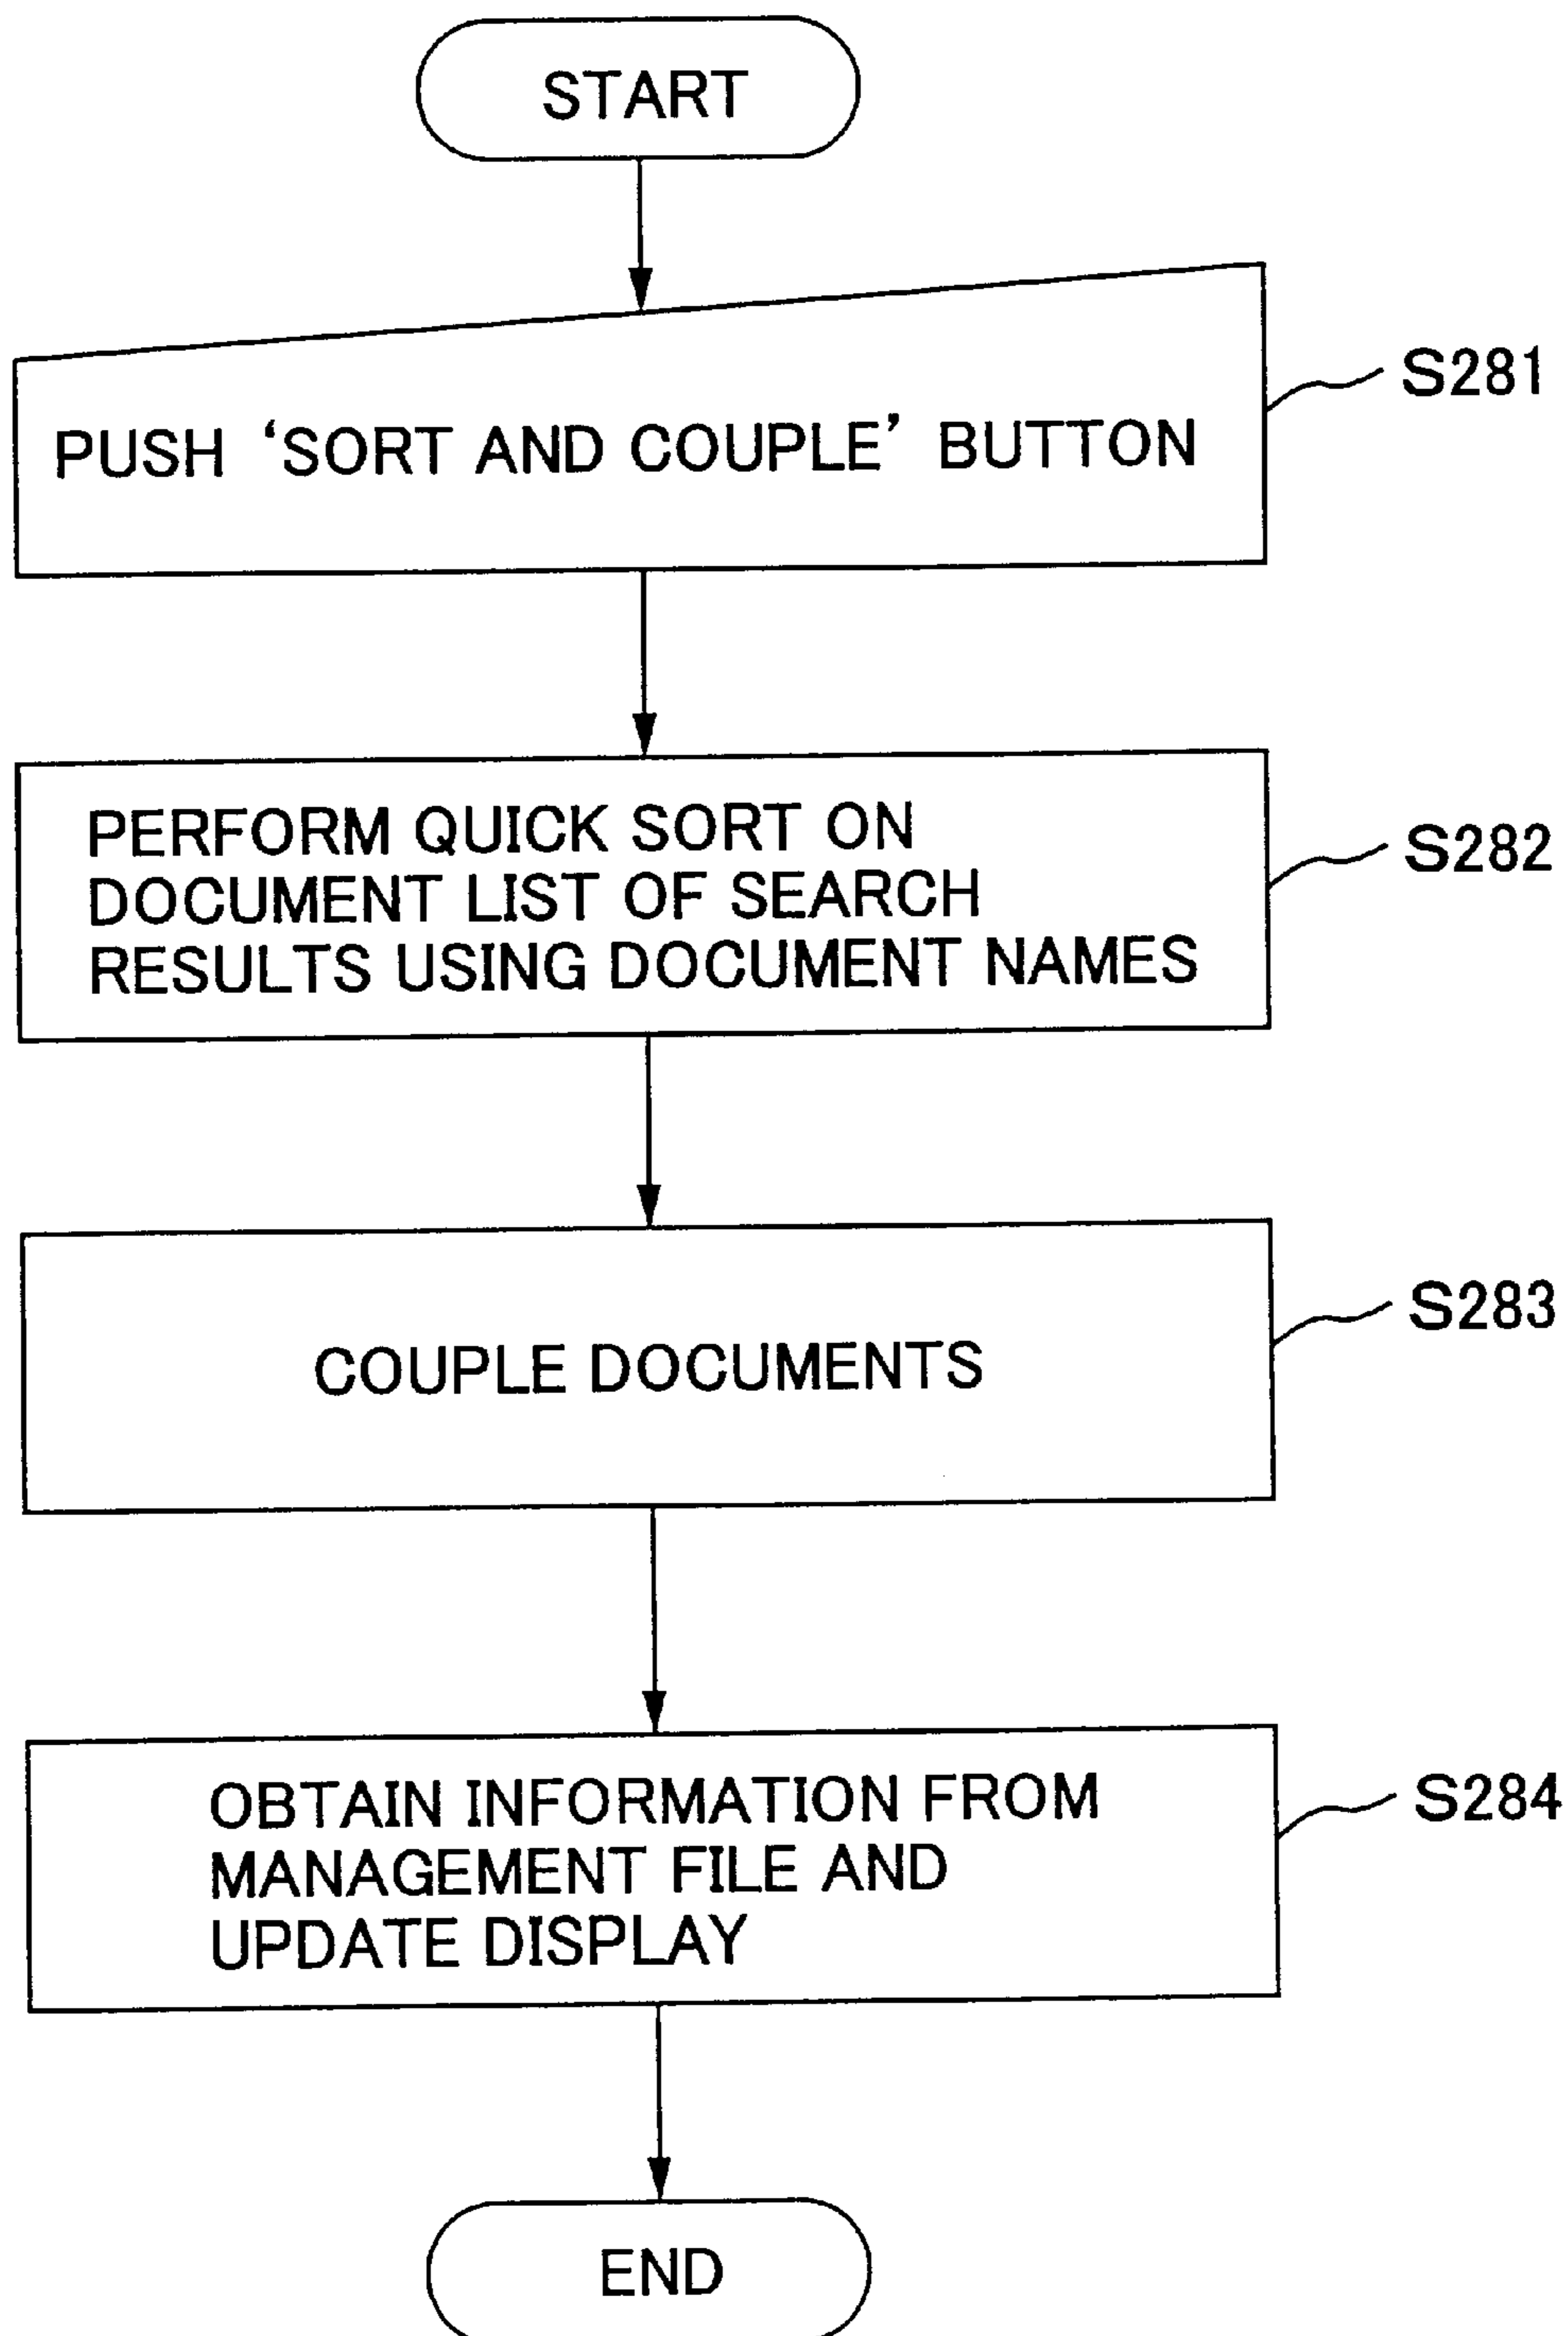 START
PUSH ‘SORT AND COUPLE’ BUTTON
S281
PERFORM QUICK SORT ON
DOCUMENT LIST OF SEARCH
RESULTS USING DOCUMENT NAMES
S282
COUPLE DOCUMENTS
S283
OBTAIN INFORMATION FROM
MANAGEMENT FILE AND
UPDATE DISPLAY
S284
END